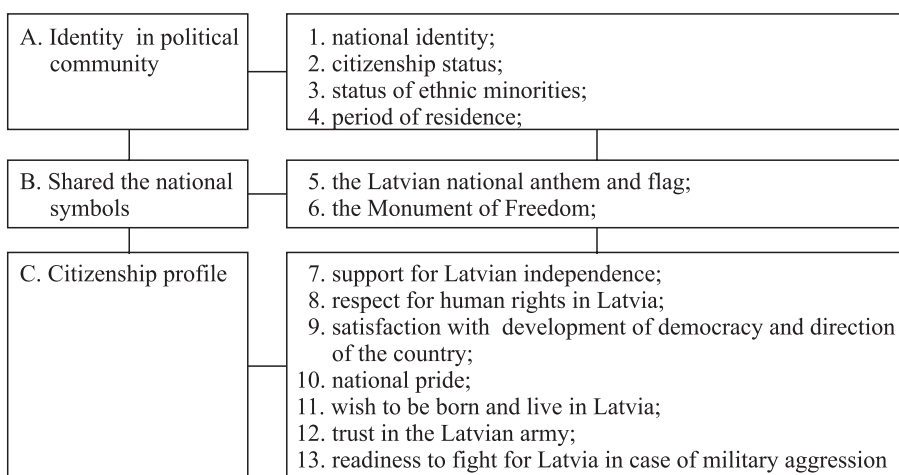 A. Identity in political
community
1. national identity;
2. citizenship status;
3. status of ethnic minorities;
4. period of residence;
B. Shared the national
symbols
5. the Latvian national anthem and flag;
6. the Monument of Freedom;
C. Citizenship profile
7. support for Latvian independence;
8. respect for human rights in Latvia;
9. satisfaction with development of democracy and direction
of the country;
10. national pride;
11. wish to be born and live in Latvia;
12. trust in the Latvian army;
13. readiness to fight for Latvia in case of military aggression